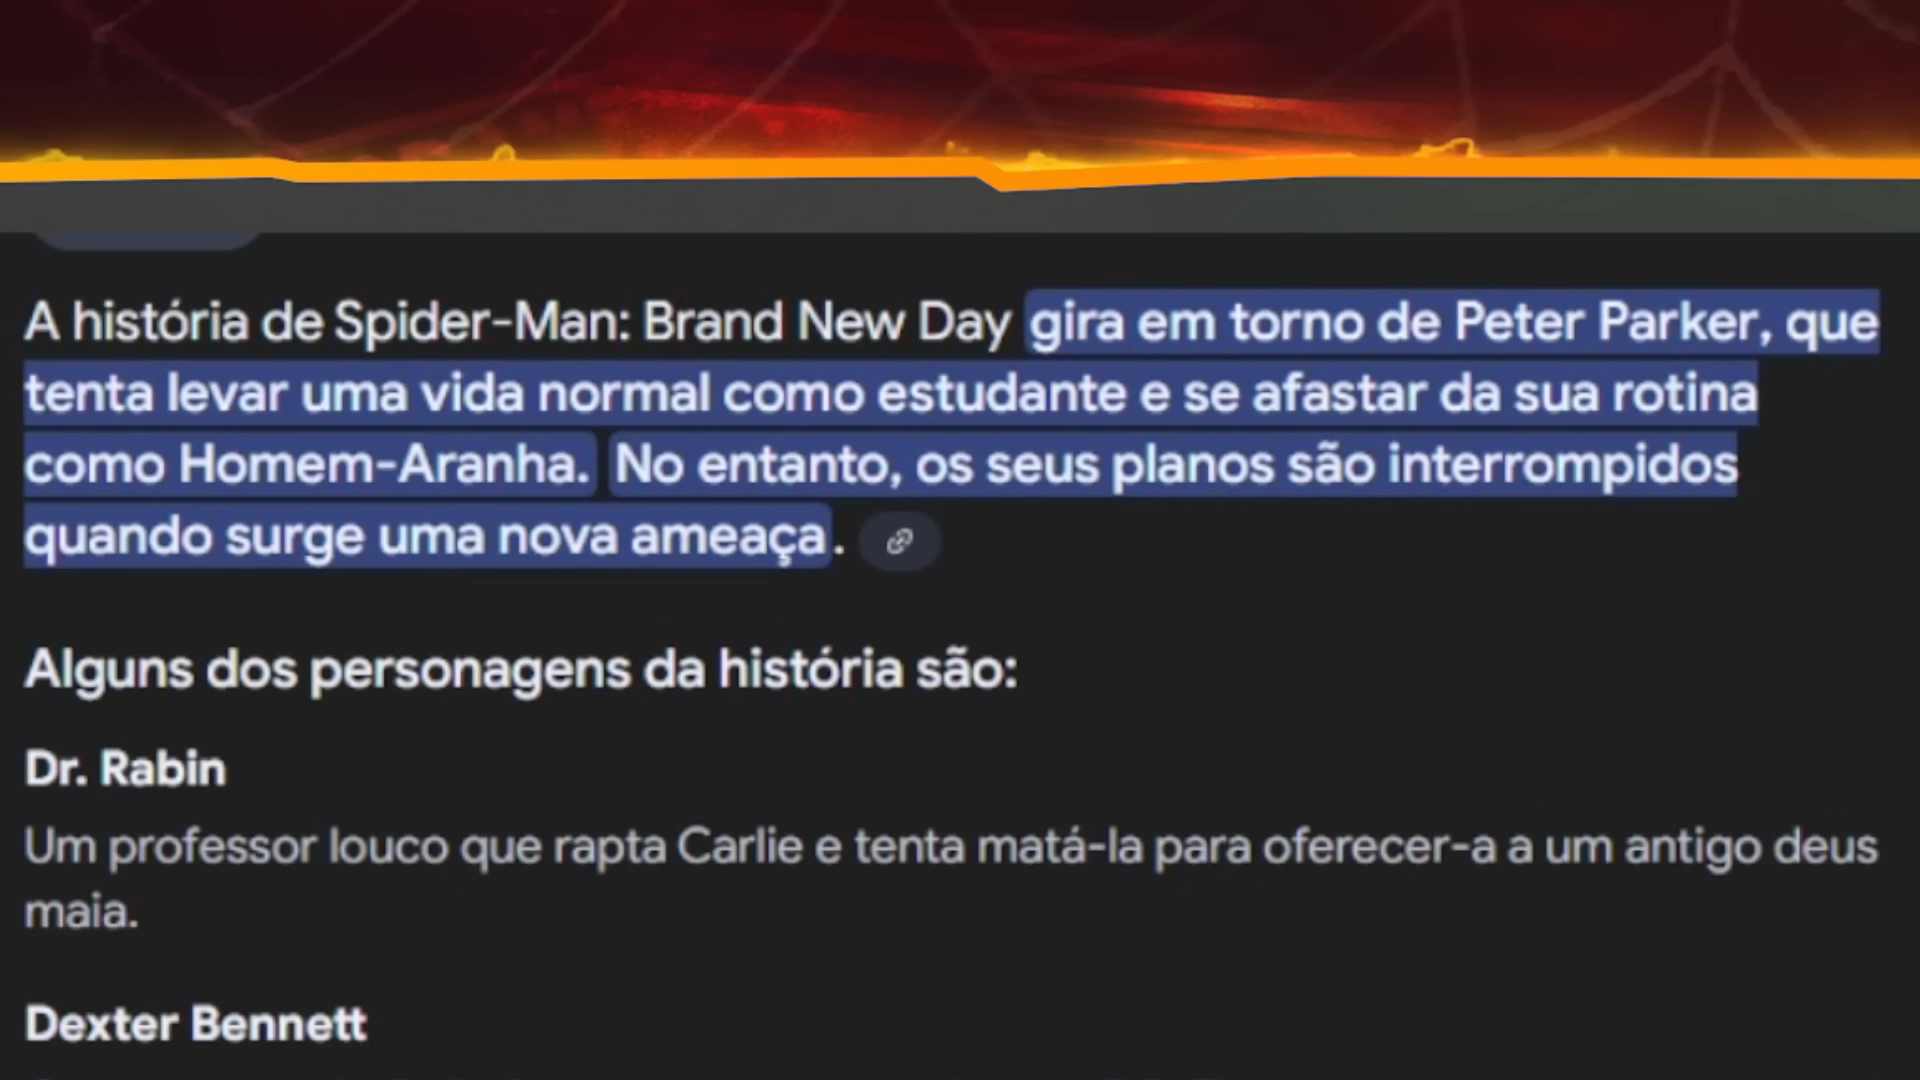 A história de Spider-Man: Brand New Day gira em torno de Peter Parker, que
tenta levar uma vida normal como estudante e se afastar da sua rotina
como Homem-Aranha. No entanto, os seus planos são interrompidos
quando surge uma nova ameaça.
Alguns dos personagens da história são:
Dr. Rabin
Um professor louco que rapta Carlie e tenta matá-la para oferecer-a a um antigo deus
maia.
Dexter Bennett